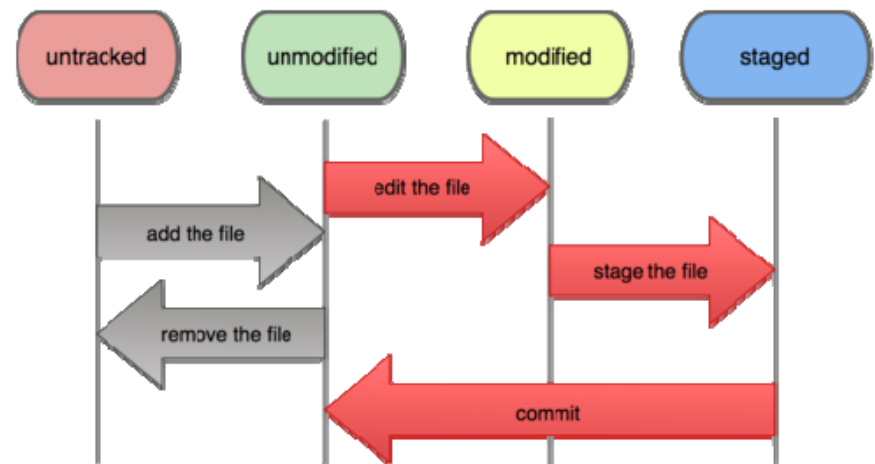 untracked
unmodified
modified
staged
edit the file
add the file
stage the file
remove the file
commit